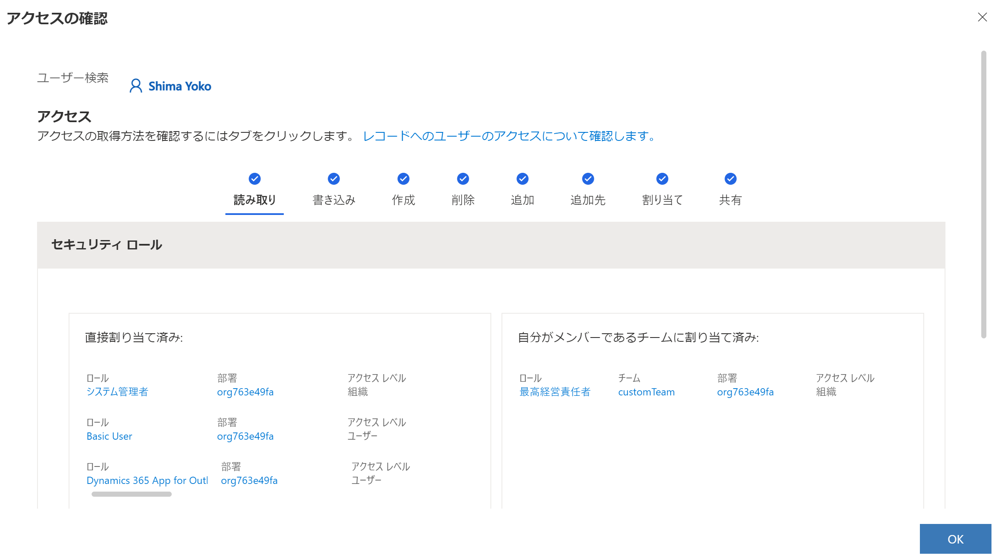 アクセスの確認
ユーザー検索
Shima Yoko
アクセス
アクセスの取得方法を確認するにはタブをクリックします。 レコードへのユーザーのアクセスについて確認します。
読み取り 書き込み 作成 削除 追加 追加先 割り当て 共有
セキュリティ ロール
直接割り当て済み:
ロール 部署 アクセス レベル
システム管理者 org763e49fa 組織
ロール 部署 アクセス レベル
Basic User org763e49fa ユーザー
ロール 部署 アクセス レベル
Dynamics 365 App for Outl org763e49fa ユーザー
自分がメンバーであるチームに割り当て済み:
ロール チーム 部署 アクセス レベル
最高経営責任者 customTeam org763e49fa 組織
OK